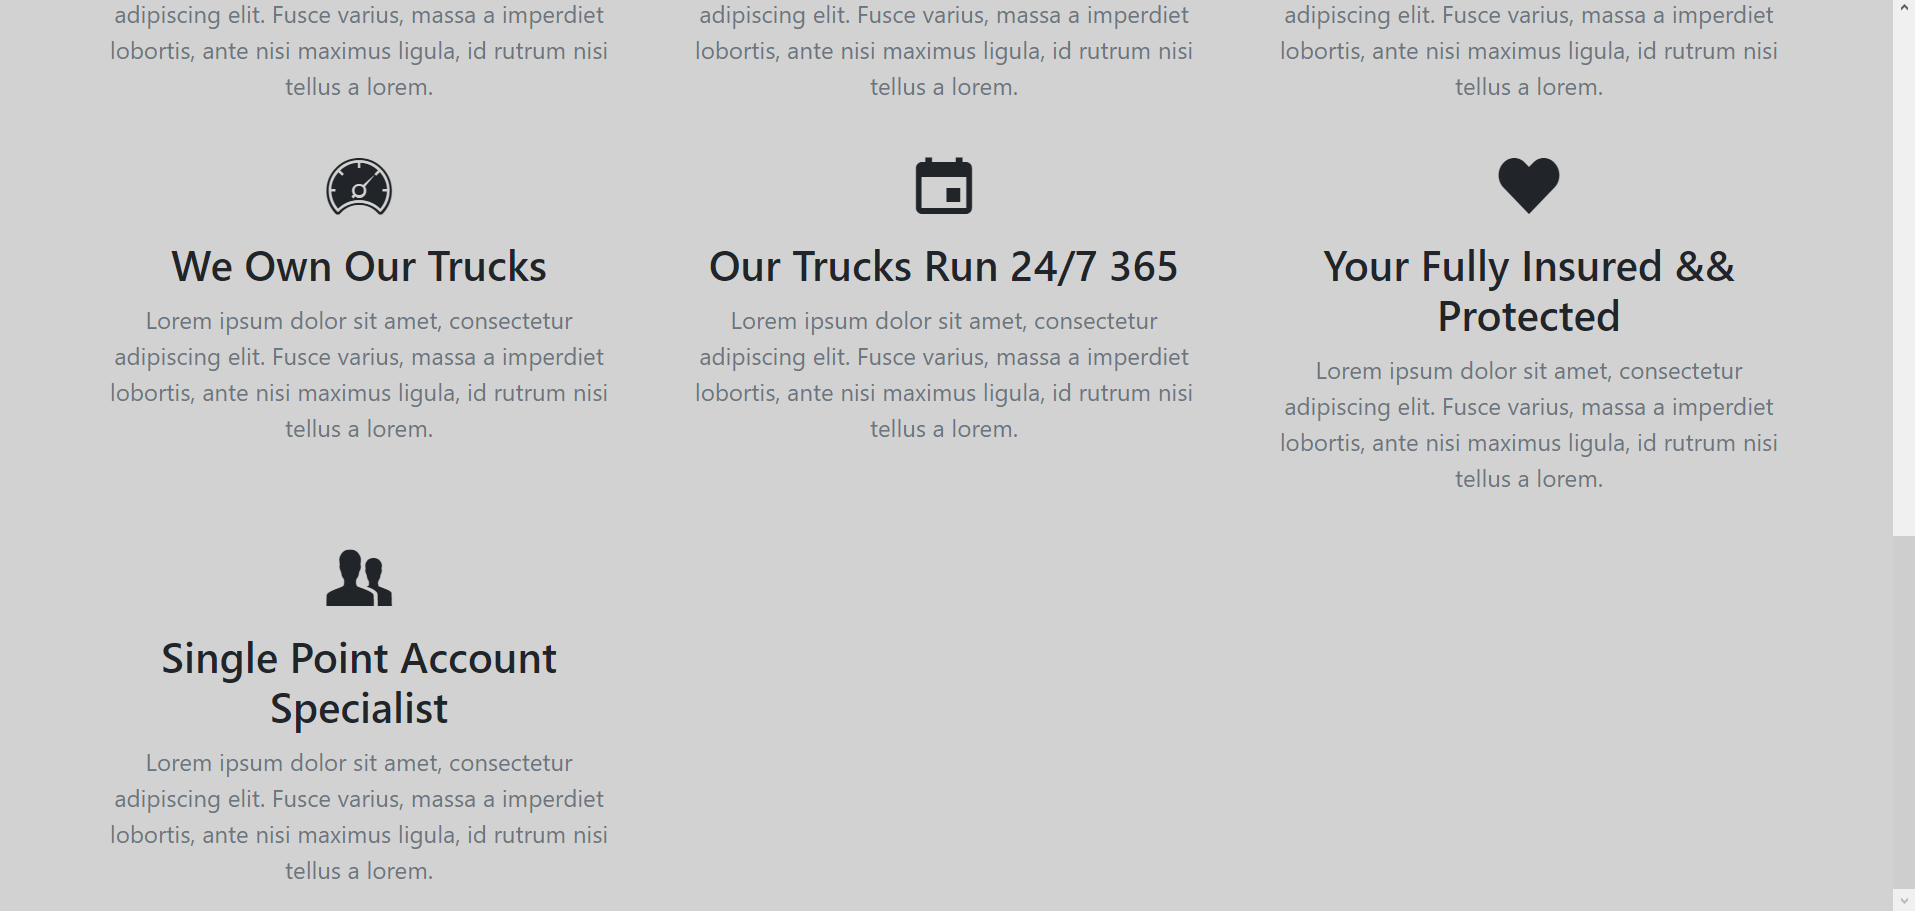 adipiscing elit. Fusce varius, massa a imperdiet
lobortis, ante nisi maximus ligula, id rutrum nisi
tellus a lorem.
adipiscing elit. Fusce varius, massa a imperdiet
lobortis, ante nisi maximus ligula, id rutrum nisi
tellus a lorem.
adipiscing elit. Fusce varius, massa a imperdiet
lobortis, ante nisi maximus ligula, id rutrum nisi
tellus a lorem.
We Own Our Trucks
Lorem ipsum dolor sit amet, consectetur
adipiscing elit. Fusce varius, massa a imperdiet
lobortis, ante nisi maximus ligula, id rutrum nisi
tellus a lorem.
Our Trucks Run 24/7 365
Lorem ipsum dolor sit amet, consectetur
adipiscing elit. Fusce varius, massa a imperdiet
lobortis, ante nisi maximus ligula, id rutrum nisi
tellus a lorem.
Your Fully Insured &&
Protected
Lorem ipsum dolor sit amet, consectetur
adipiscing elit. Fusce varius, massa a imperdiet
lobortis, ante nisi maximus ligula, id rutrum nisi
tellus a lorem.
Single Point Account
Specialist
Lorem ipsum dolor sit amet, consectetur
adipiscing elit. Fusce varius, massa a imperdiet
lobortis, ante nisi maximus ligula, id rutrum nisi
tellus a lorem.